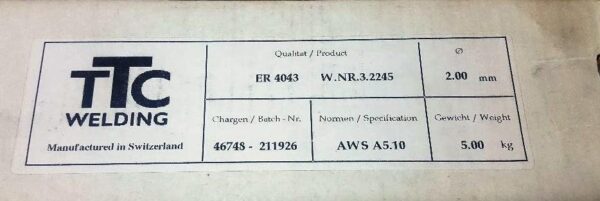 TTC
WELDING
Manufactured in Switzerland
Qualität / Product
ER 4043 W.NR.3.2245
Ø
2.00 mm
Chargen / Batch - Nr.
46748 - 211926
Normen / Specification
AWS A5.10
Gewicht / Weight
5.00 kg